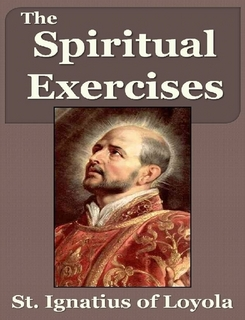 The
Spiritual
Exercises
St. Ignatius of Loyola